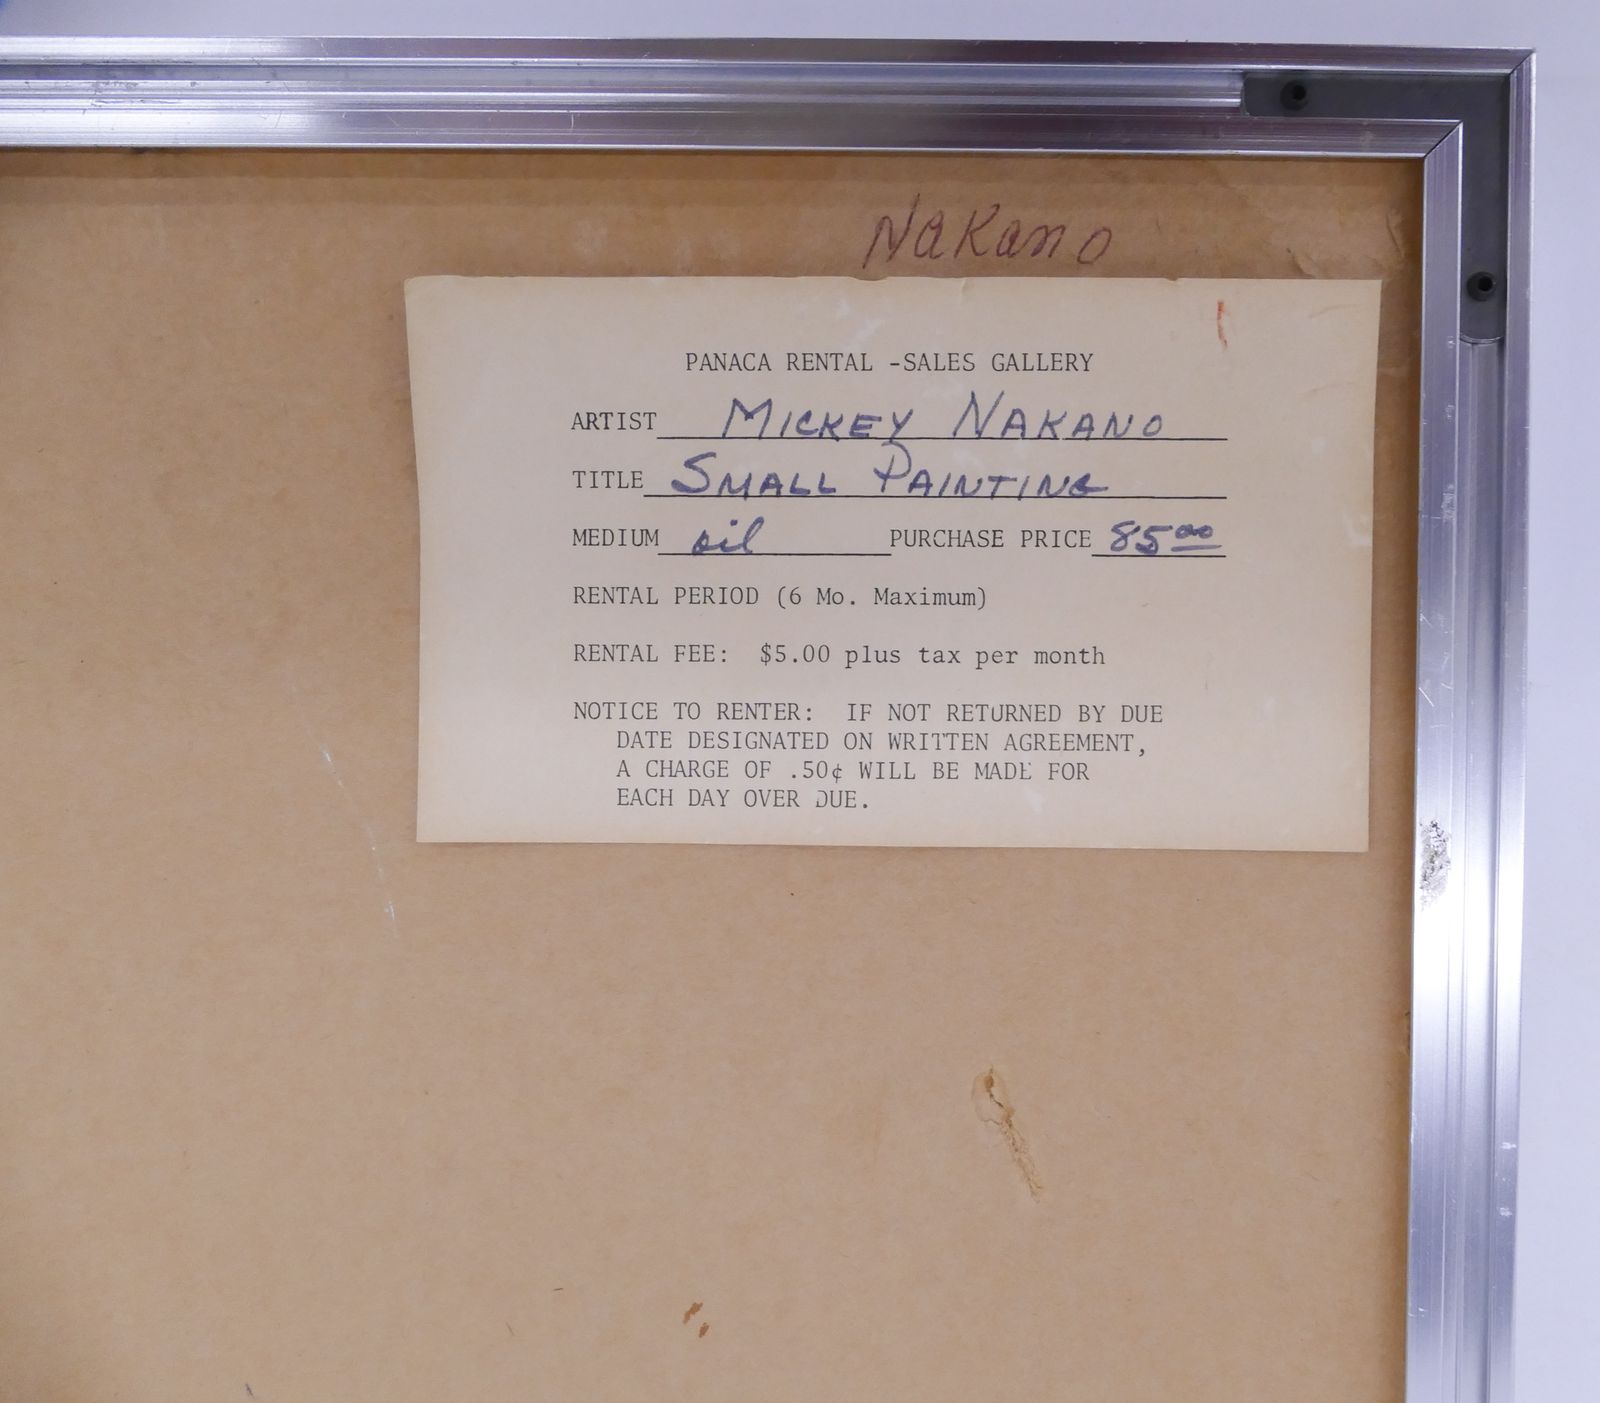 Nakano
PANACA RENTAL -SALES GALLERY
ARTIST MICKEY NAKANO
TITLE SMALL PAINTING
MEDIUM oil PURCHASE PRICE 85.00
RENTAL PERIOD (6 Mo. Maximum)
RENTAL FEE: $5.00 plus tax per month
NOTICE TO RENTER: IF NOT RETURNED BY DUE
DATE DESIGNATED ON WRITTEN AGREEMENT,
A CHARGE OF .50¢ WILL BE MADE FOR
EACH DAY OVER DUE.